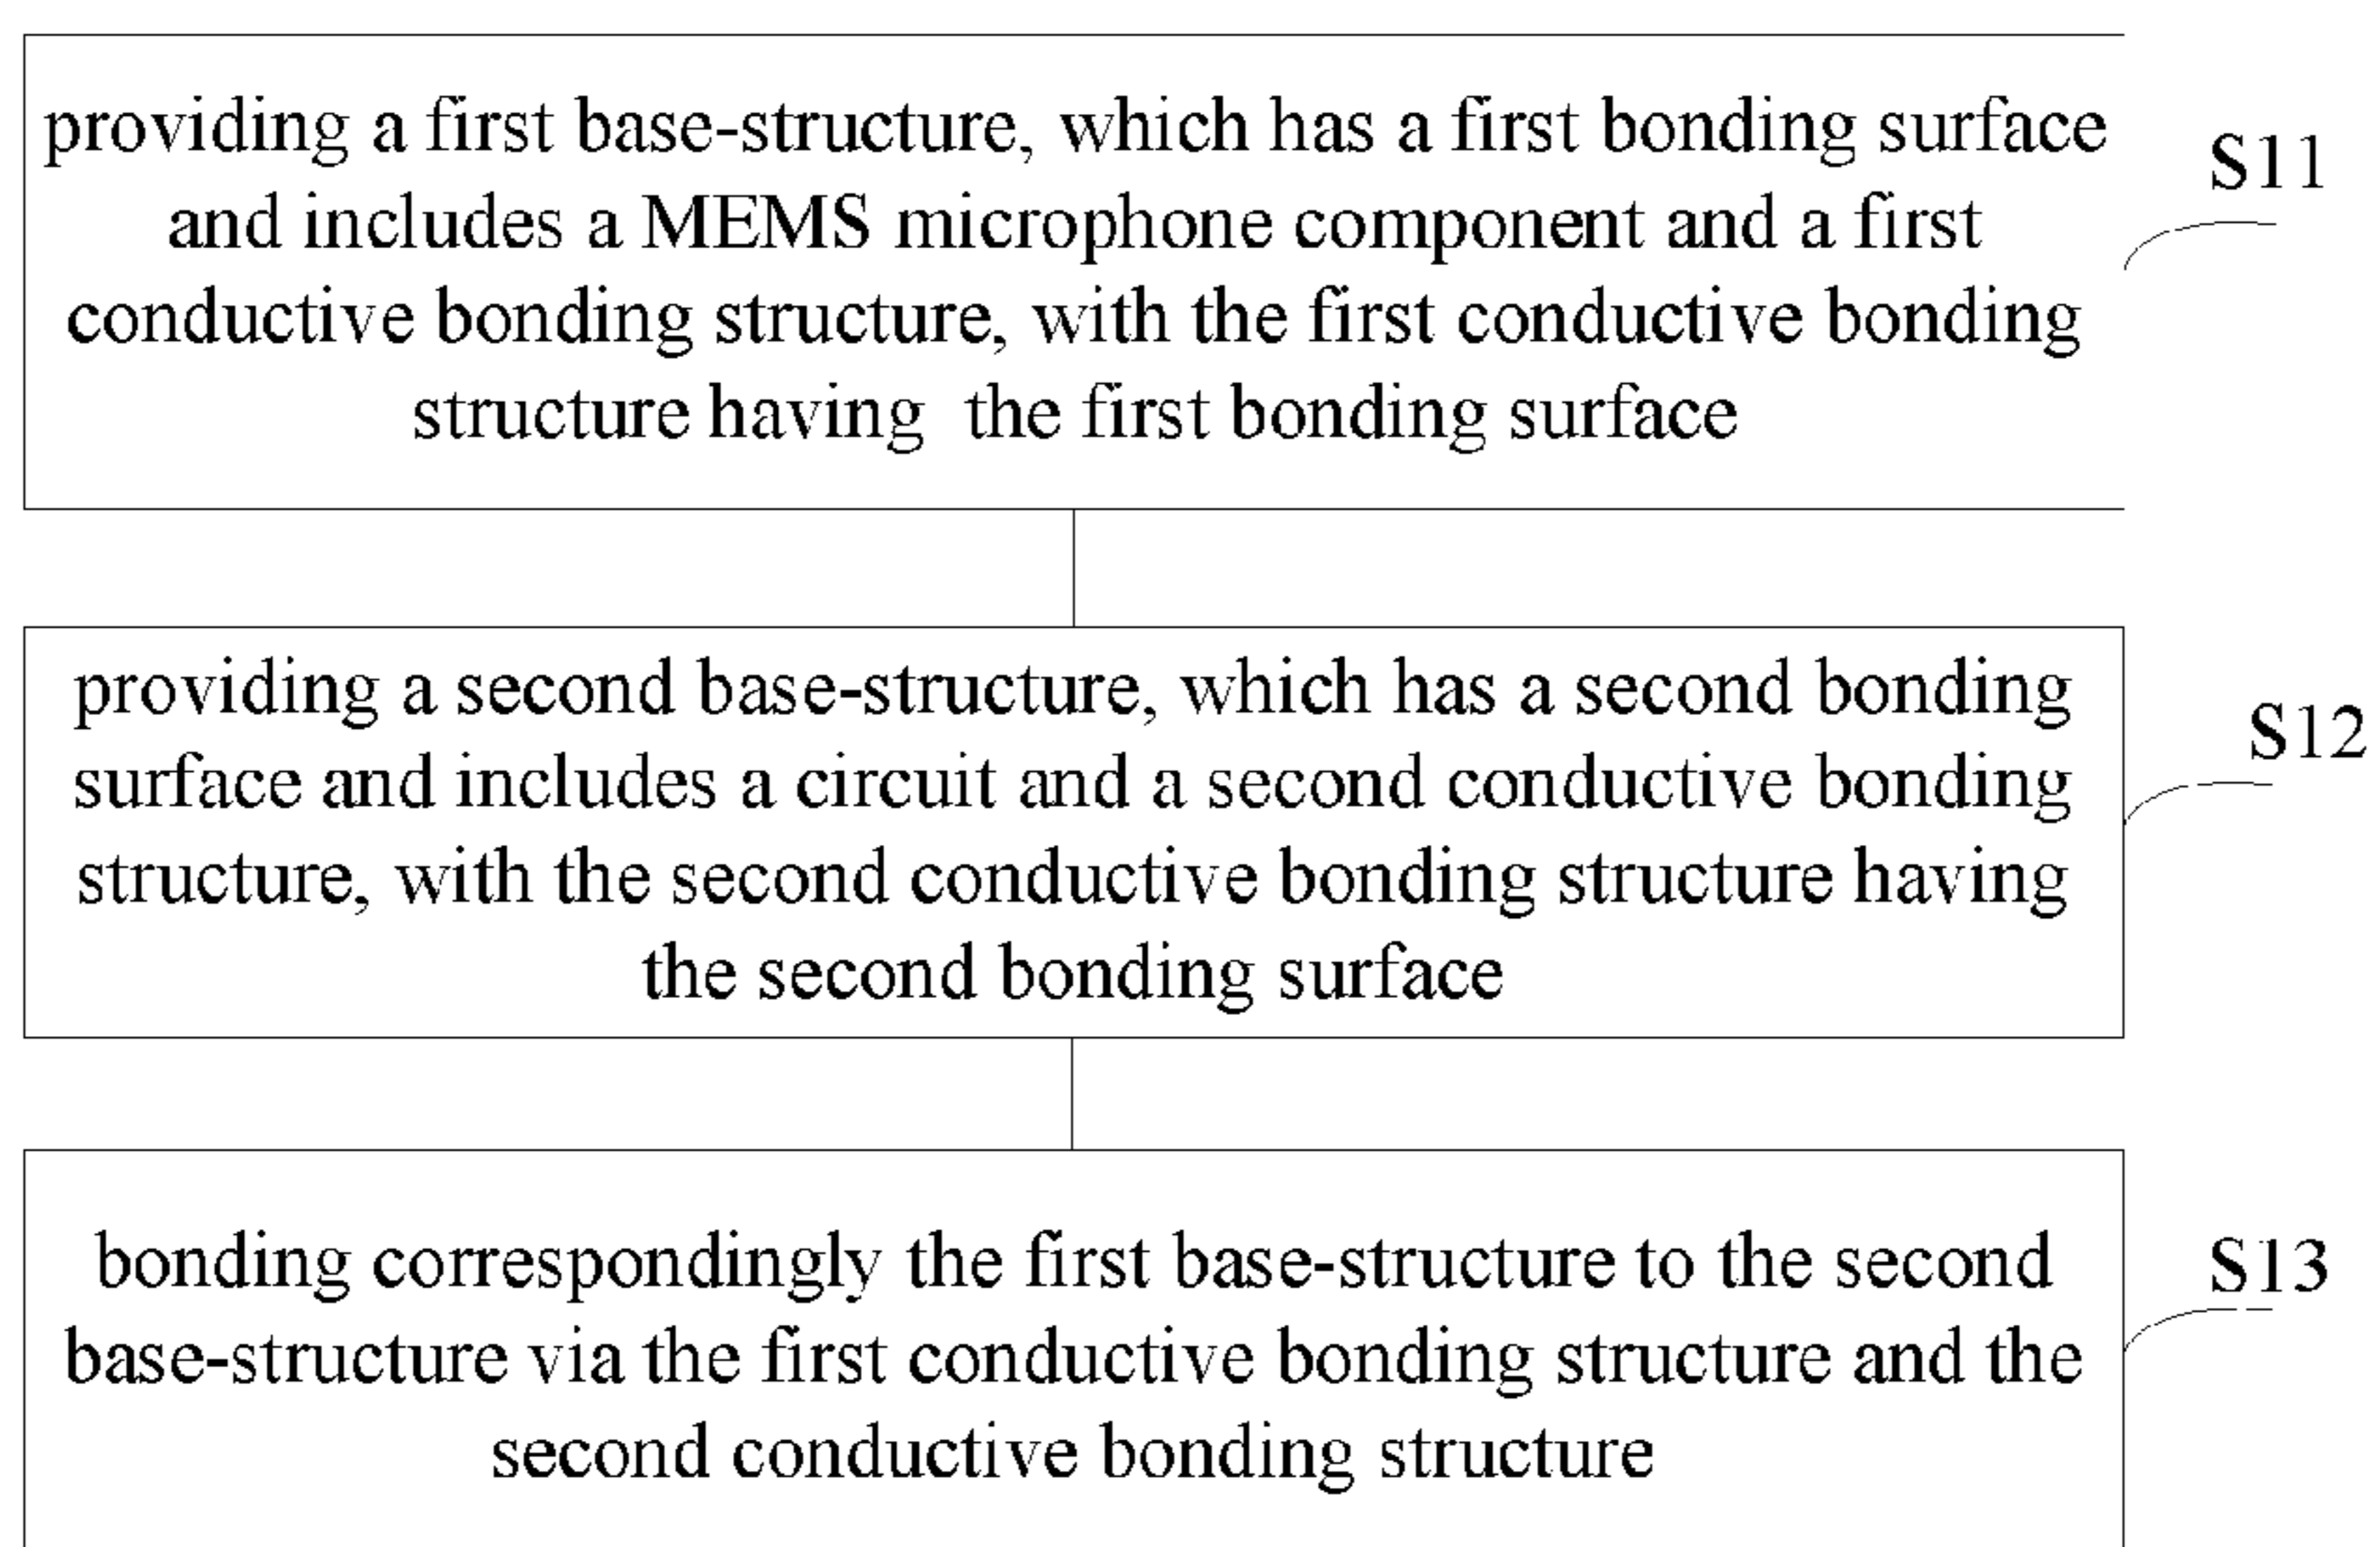 providing a first base-structure, which has a first bonding surface
and includes a MEMS microphone component and a first
conductive bonding structure, with the first conductive bonding
structure having the first bonding surface
S11
providing a second base-structure, which has a second bonding
surface and includes a circuit and a second conductive bonding
structure, with the second conductive bonding structure having
the second bonding surface
S12
bonding correspondingly the first base-structure to the second
base-structure via the first conductive bonding structure and the
second conductive bonding structure
S13